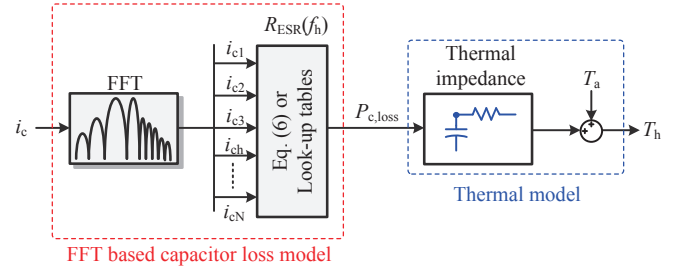 R_ESR(f_h)
FFT
i_c
i_c1
i_c2
i_c3
i_ch
i_cN
Eq. (6) or
Look-up tables
P_c,loss
Thermal
impedance
T_a
T_h
Thermal model
FFT based capacitor loss model